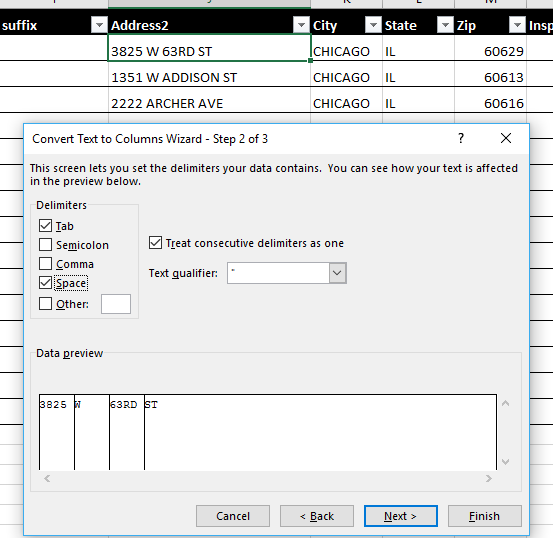 suffix Address2 City State Zip Insp
3825 W 63RD ST CHICAGO IL 60629
1351 W ADDISON ST CHICAGO IL 60613
2222 ARCHER AVE CHICAGO IL 60616
Convert Text to Columns Wizard - Step 2 of 3 ?
This screen lets you set the delimiters your data contains. You can see how your text is affected
in the preview below.
Delimiters
Tab
Semicolon
Comma
Space
Other:
Treat consecutive delimiters as one
Text qualifier: "
Data preview
3825 W 63RD ST
Cancel < Back Next > Finish